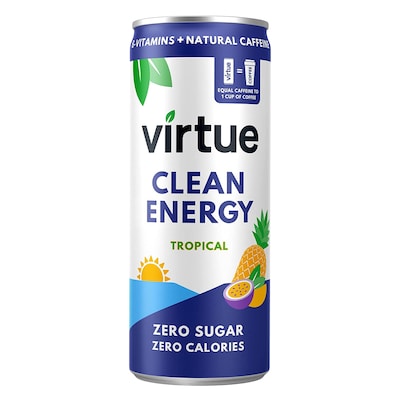 -VITAMINS + NATURAL CAFFEINE
virtue = COFFEE
EQUAL CAFFEINE TO
1 CUP OF COFFEE
virtue
CLEAN
ENERGY
TROPICAL
ZERO SUGAR
ZERO CALORIES